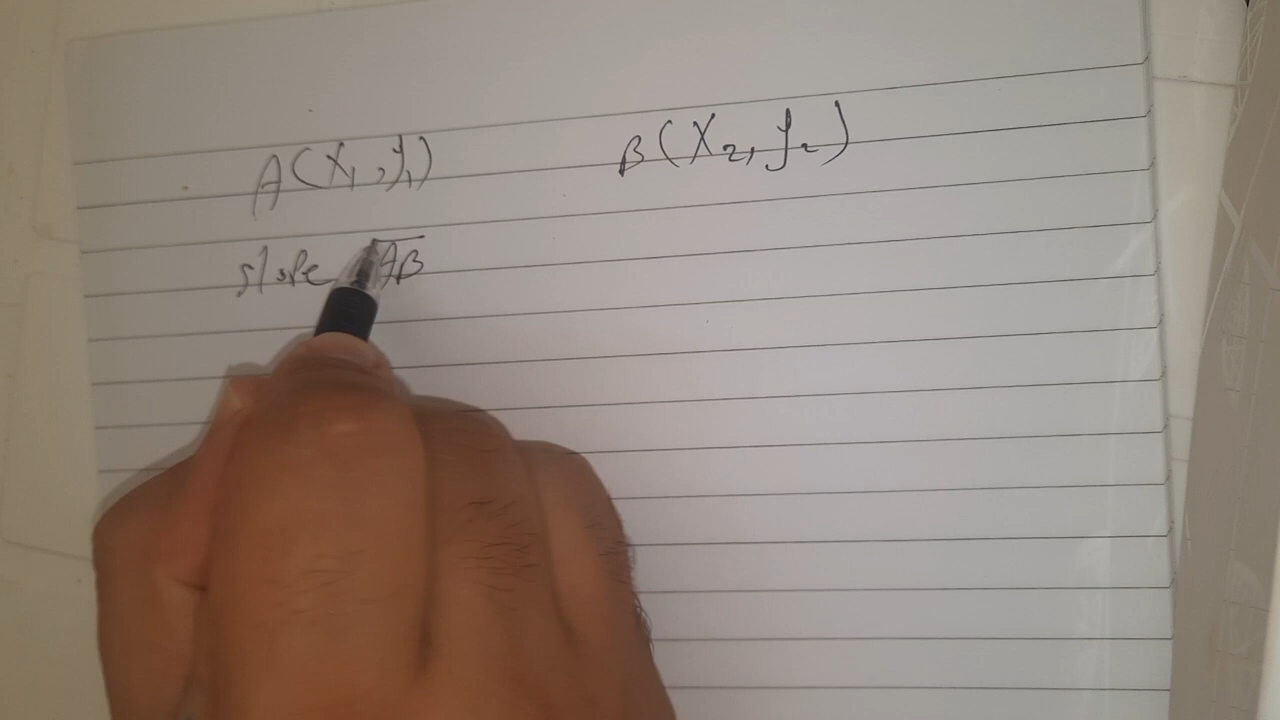 A(X₁,y₁) B(X₂,y₂)
slope AB